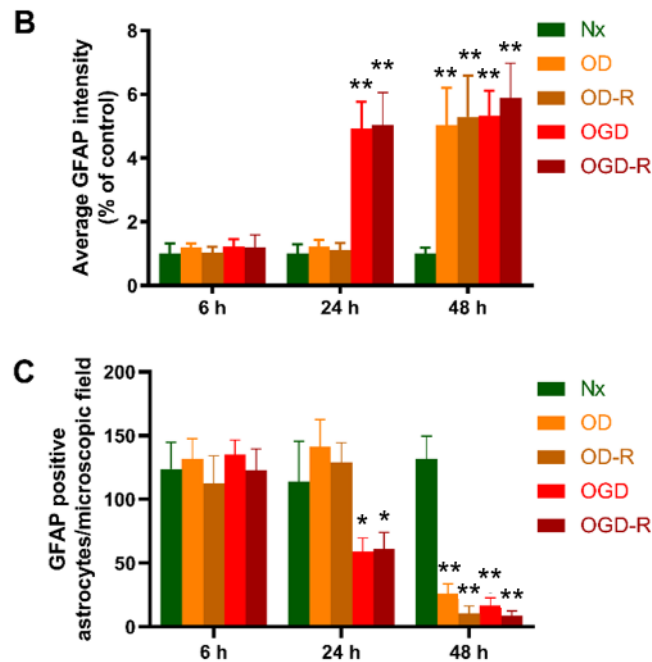 B
Average GFAP intensity
(% of control)
8
6
4
2
0
** **
** ** ** **
6 h 24 h 48 h
Nx
OD
OD-R
OGD
OGD-R
C
GFAP positive
astrocytes/microscopic field
200
150
100
50
0
* *
** ** ** **
6 h 24 h 48 h
Nx
OD
OD-R
OGD
OGD-R